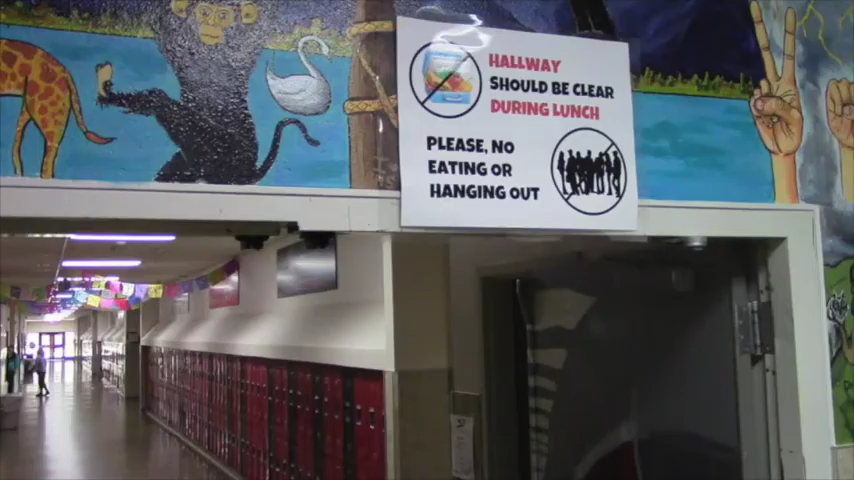 HALLWAY
SHOULD BE CLEAR
DURING LUNCH
PLEASE, NO
EATING OR
HANGING OUT